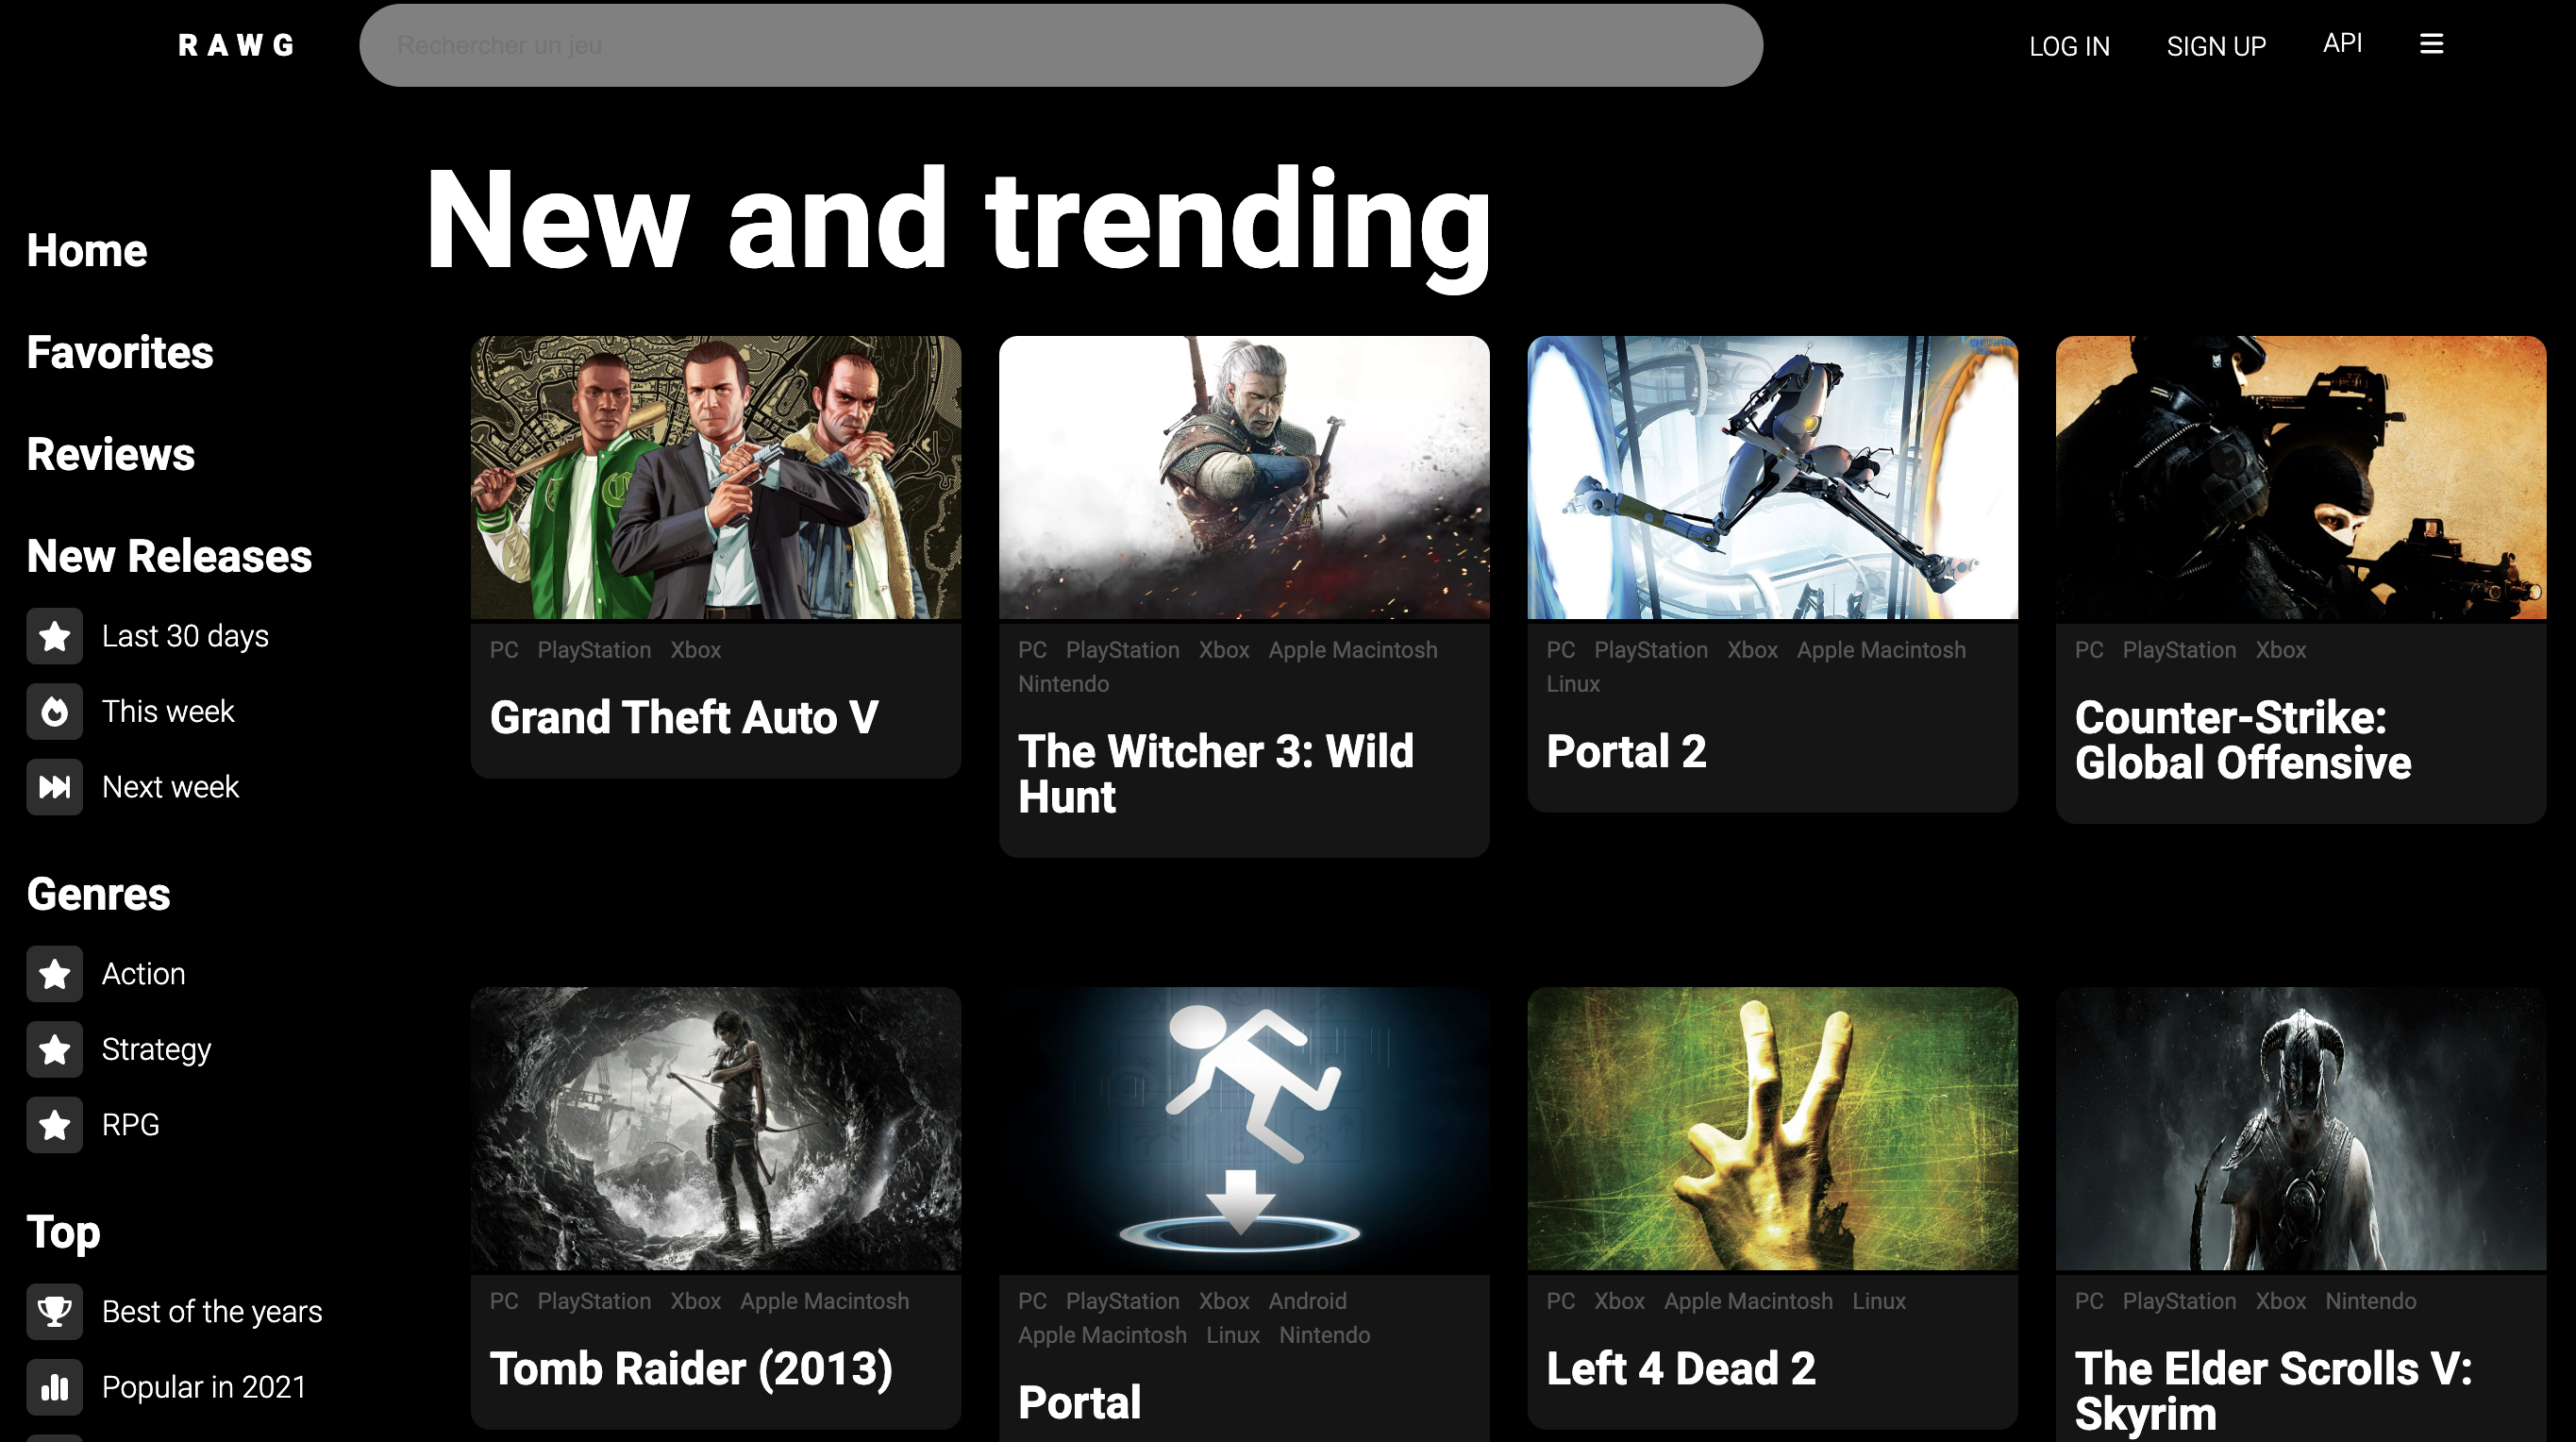 RAWG
Rechercher un jeu
LOG IN
SIGN UP
API
New and trending
Home
Favorites
Reviews
New Releases
Last 30 days
This week
Next week
Genres
Action
Strategy
RPG
Top
Best of the years
Popular in 2021
PC PlayStation Xbox
Grand Theft Auto V
PC PlayStation Xbox Apple Macintosh
Nintendo
The Witcher 3: Wild
Hunt
PC PlayStation Xbox Apple Macintosh
Linux
Portal 2
PC PlayStation Xbox
Counter-Strike:
Global Offensive
PC PlayStation Xbox Apple Macintosh
Tomb Raider (2013)
PC PlayStation Xbox Android
Apple Macintosh Linux Nintendo
Portal
PC Xbox Apple Macintosh Linux
Left 4 Dead 2
PC PlayStation Xbox Nintendo
The Elder Scrolls V:
Skyrim